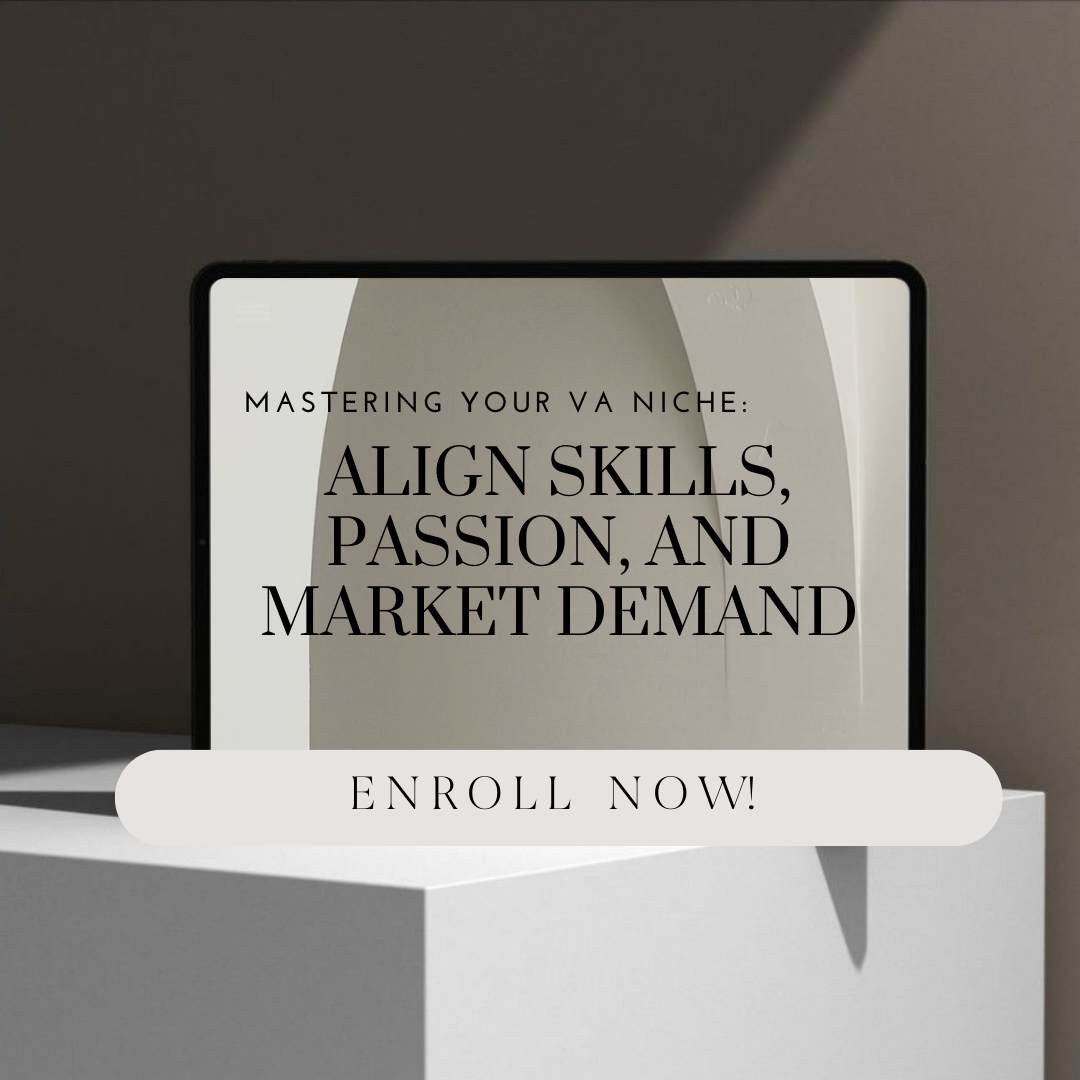 MASTERING YOUR VA NICHE:
ALIGN SKILLS,
PASSION, AND
MARKET DEMAND
ENROLL NOW!